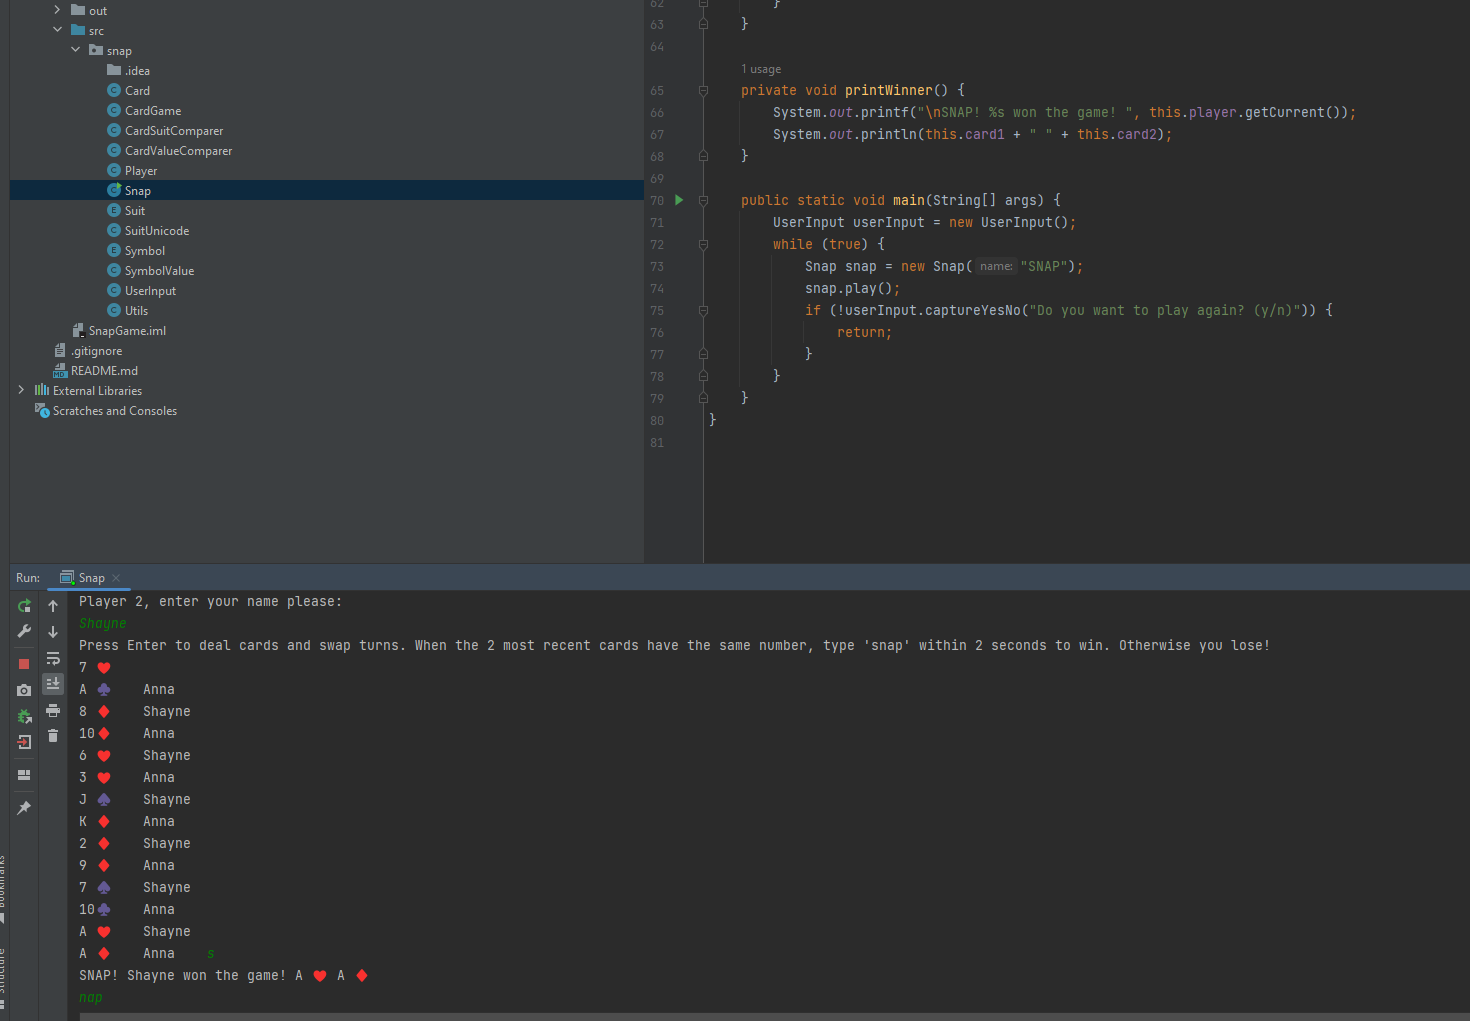 out
src
snap
.idea
Card
CardGame
CardSuitComparer
CardValueComparer
Player
Snap
Suit
SuitUnicode
Symbol
SymbolValue
UserInput
Utils
SnapGame.iml
.gitignore
README.md
External Libraries
Scratches and Consoles
62 }
63 }
64
1 usage
65 private void printWinner() {
66 System.out.printf("\nSNAP! %s won the game! ", this.player.getCurrent());
67 System.out.println(this.card1 + " " + this.card2);
68 }
69
70 public static void main(String[] args) {
71 UserInput userInput = new UserInput();
72 while (true) {
73 Snap snap = new Snap( name: "SNAP");
74 snap.play();
75 if (!userInput.captureYesNo("Do you want to play again? (y/n)")) {
76 return;
77 }
78 }
79 }
80 }
81
Run: Snap
Player 2, enter your name please:
Shayne
Press Enter to deal cards and swap turns. When the 2 most recent cards have the same number, type 'snap' within 2 seconds to win. Otherwise you lose!
7 ♥
A ♣ Anna
8 ♦ Shayne
10♦ Anna
6 ♥ Shayne
3 ♥ Anna
J ♠ Shayne
K ♦ Anna
2 ♦ Shayne
9 ♦ Anna
7 ♠ Shayne
10♣ Anna
A ♥ Shayne
A ♦ Anna s
SNAP! Shayne won the game! A ♥ A ♦
nap
Structure